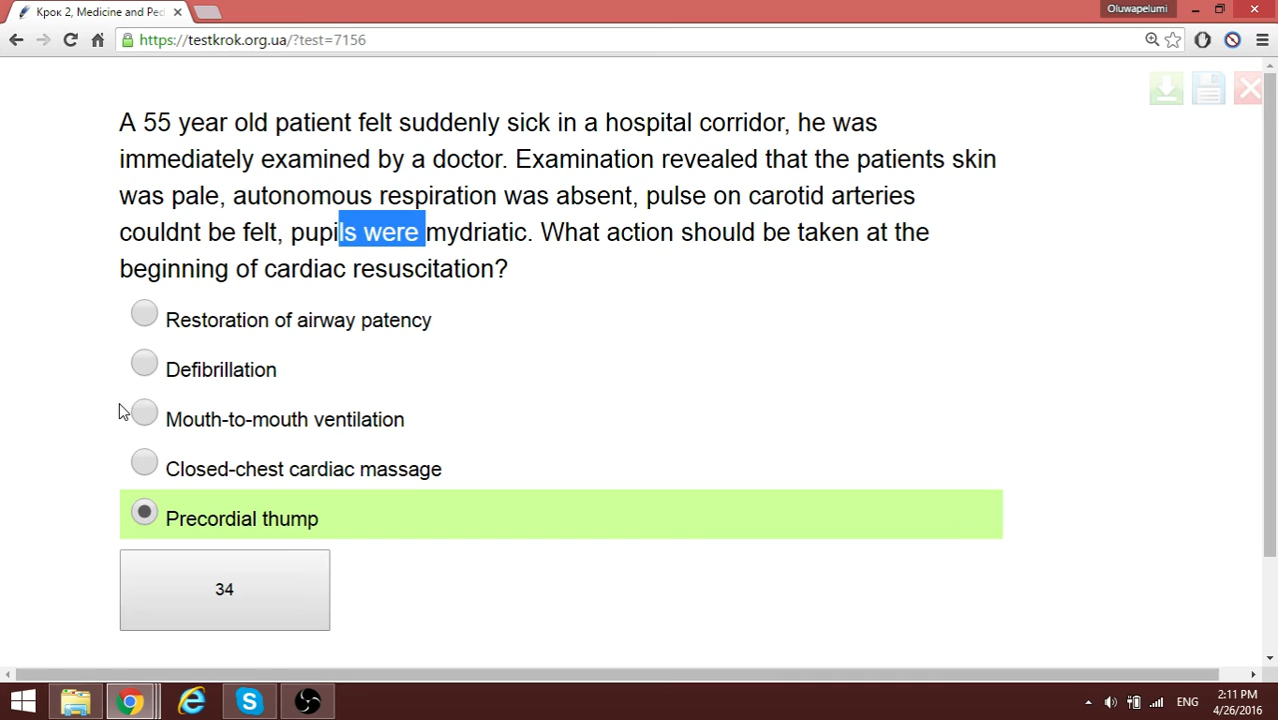 Крок 2, Medicine and Ped
Oluwapelumi
https://testkrok.org.ua/?test=7156
A 55 year old patient felt suddenly sick in a hospital corridor, he was
immediately examined by a doctor. Examination revealed that the patients skin
was pale, autonomous respiration was absent, pulse on carotid arteries
couldnt be felt, pupils were mydriatic. What action should be taken at the
beginning of cardiac resuscitation?
Restoration of airway patency
Defibrillation
Mouth-to-mouth ventilation
Closed-chest cardiac massage
Precordial thump
34
ENG
2:11 PM
4/26/2016